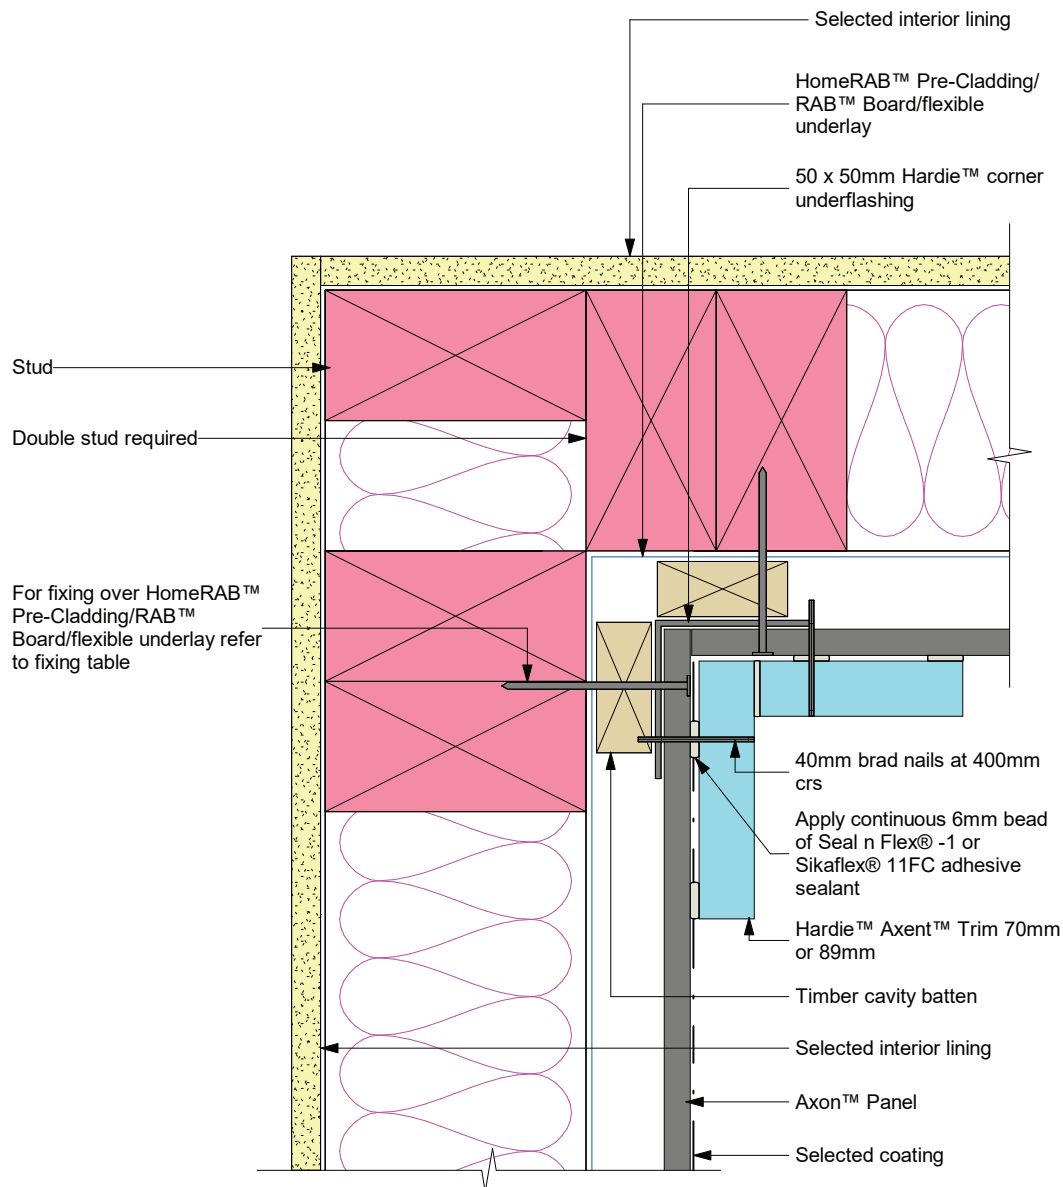 Selected interior lining
HomeRAB™ Pre-Cladding/
RAB™ Board/flexible
underlay
50 x 50mm Hardie™ corner
underflashing
Stud
Double stud required
For fixing over HomeRAB™
Pre-Cladding/RAB™
Board/flexible underlay refer
to fixing table
40mm brad nails at 400mm
crs
Apply continuous 6mm bead
of Seal n Flex® -1 or
Sikaflex® 11FC adhesive
sealant
Hardie™ Axent™ Trim 70mm
or 89mm
Timber cavity batten
Selected interior lining
Axon™ Panel
Selected coating